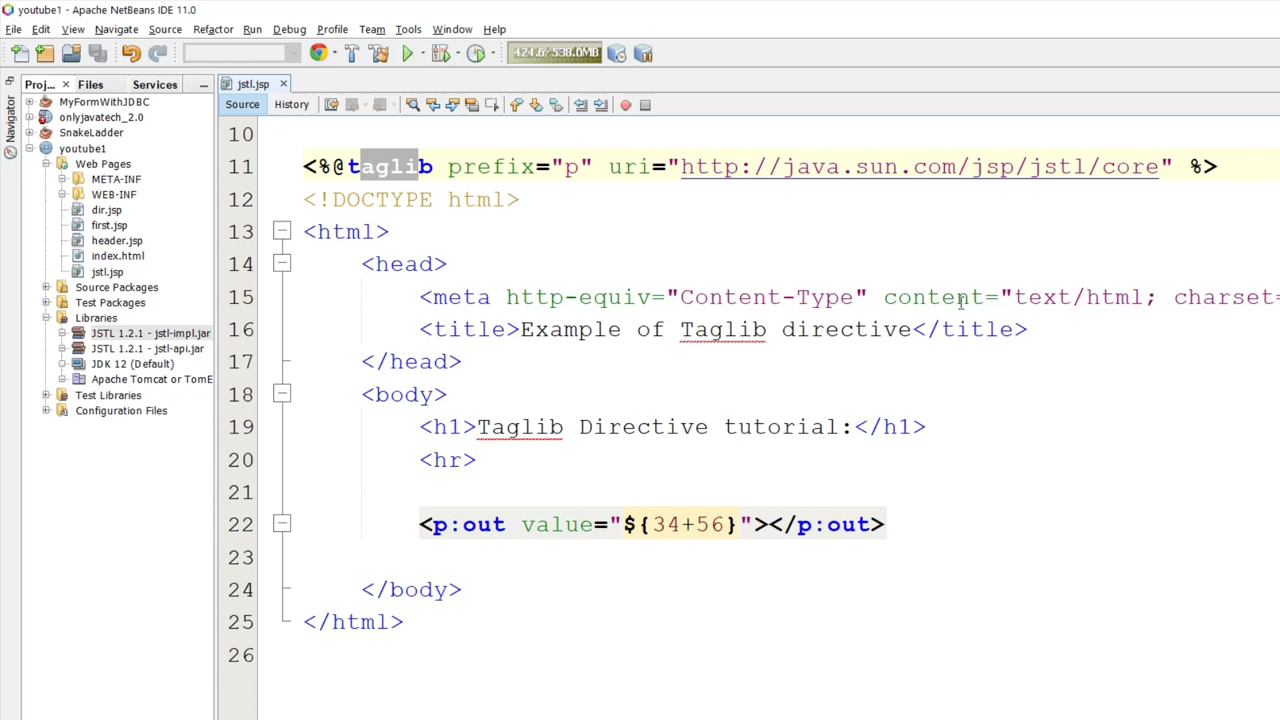 youtube1 - Apache NetBeans IDE 11.0
File Edit View Navigate Source Refactor Run Debug Profile Team Tools Window Help
424.6/538.0MB
Proj... Files Services
jstl.jsp
Navigator
Source History
MyFormWithJDBC
onlyjavatech_2.0
SnakeLadder
youtube1
Web Pages
META-INF
WEB-INF
dir.jsp
first.jsp
header.jsp
index.html
jstl.jsp
Source Packages
Test Packages
Libraries
JSTL 1.2.1 - jstl-impl.jar
JSTL 1.2.1 - jstl-api.jar
JDK 12 (Default)
Apache Tomcat or TomE
Test Libraries
Configuration Files
10
11 <%@taglib prefix="p" uri="http://java.sun.com/jsp/jstl/core" %>
12 <!DOCTYPE html>
13 <html>
14 <head>
15 <meta http-equiv="Content-Type" content="text/html; charset=
16 <title>Example of Taglib directive</title>
17 </head>
18 <body>
19 <h1>Taglib Directive tutorial:</h1>
20 <hr>
21
22 <p:out value="${34+56}"></p:out>
23
24 </body>
25 </html>
26